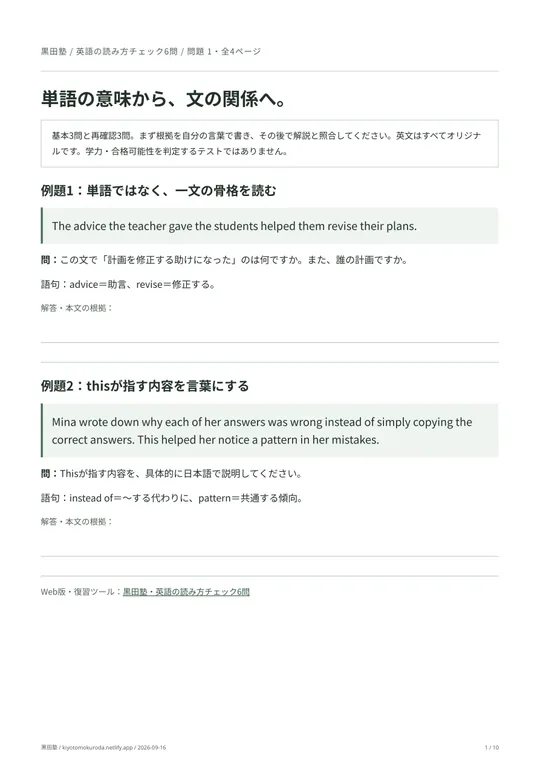 黒田塾 / 英語の読み方チェック6問 / 問題 1・全4ページ
単語の意味から、文の関係へ。
基本3問と再確認3問。まず根拠を自分の言葉で書き、その後で解説と照合してください。英文はすべてオリジナ
ルです。学力・合格可能性を判定するテストではありません。
例題1：単語ではなく、一文の骨格を読む
The advice the teacher gave the students helped them revise their plans.
問：この文で「計画を修正する助けになった」のは何ですか。また、誰の計画ですか。
語句：advice＝助言、revise＝修正する。
解答・本文の根拠：
例題2：thisが指す内容を言葉にする
Mina wrote down why each of her answers was wrong instead of simply copying the
correct answers. This helped her notice a pattern in her mistakes.
問：Thisが指す内容を、具体的に日本語で説明してください。
語句：instead of＝〜する代わりに、pattern＝共通する傾向。
解答・本文の根拠：
Web版・復習ツール：黒田塾・英語の読み方チェック6問
黒田塾 / kiyotomokuroda.netlify.app / 2026-09-16
1 / 10